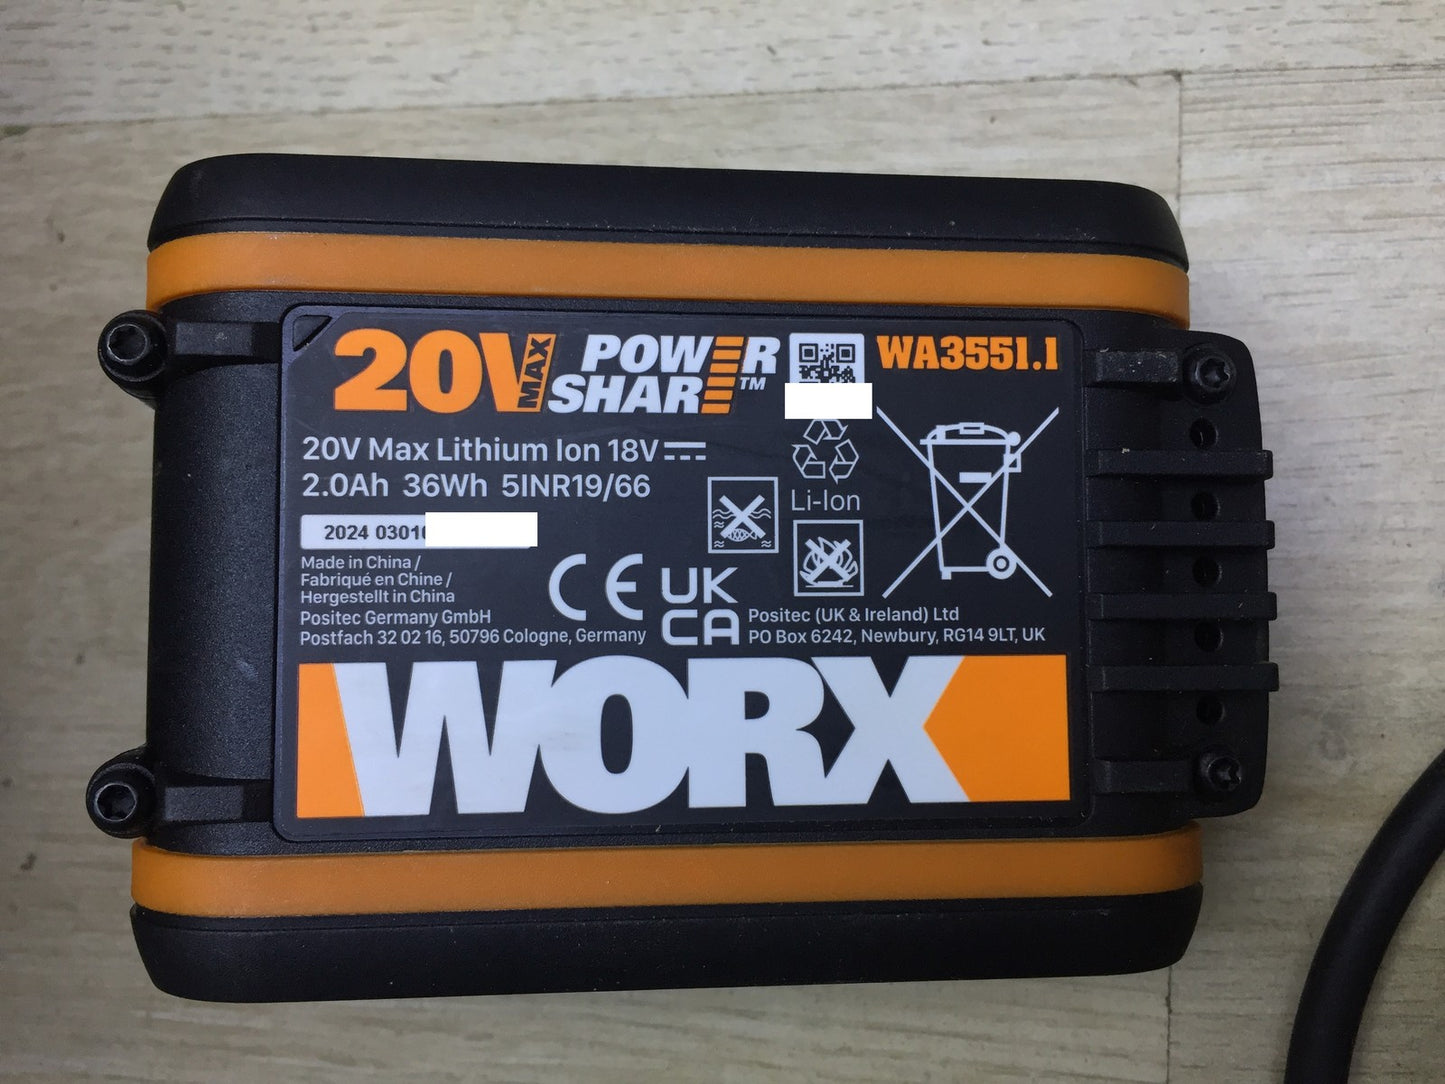 20V MAX POWER SHARE™ WA3551.1
20V Max Lithium Ion 18V
2.0Ah 36Wh 5INR19/66
Li-Ion
2024 0301
Made in China /
Fabriqué en Chine /
Hergestellt in China
Positec Germany GmbH
Postfach 32 02 16, 50796 Cologne, Germany
CE
UK
CA
Positec (UK & Ireland) Ltd
PO Box 6242, Newbury, RG14 9LT, UK
WORX